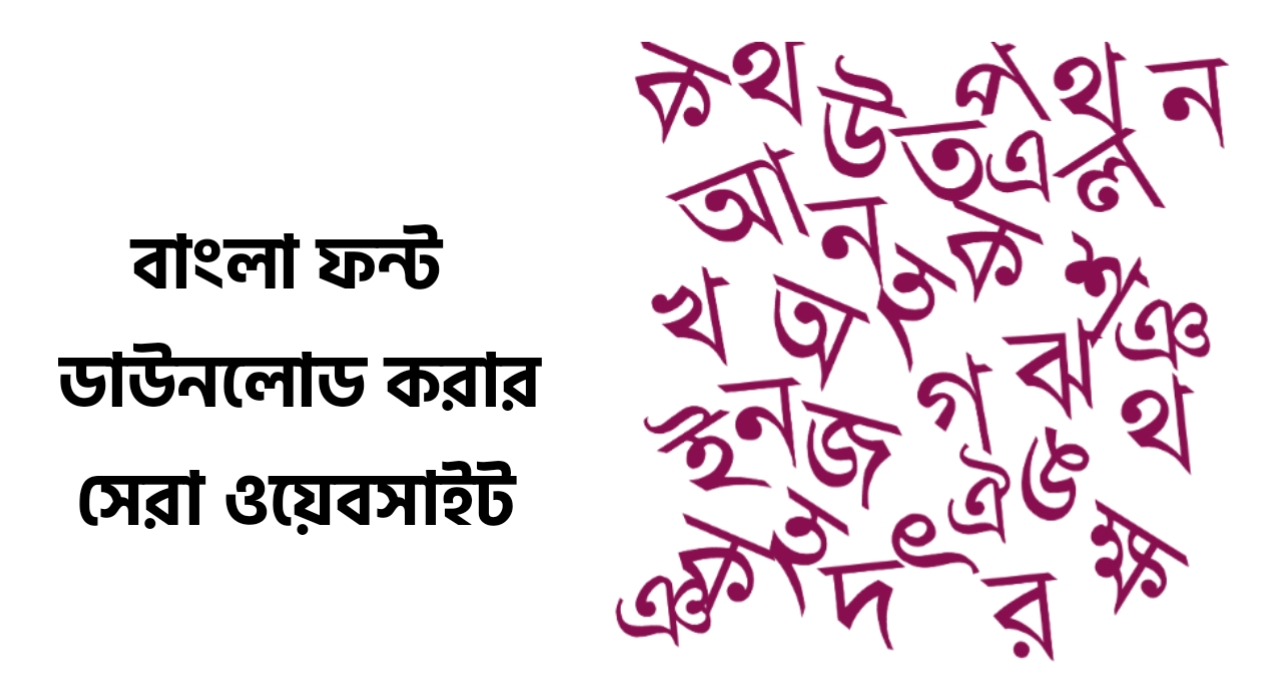 বাংলা ফন্ট
ডাউনলোড করার
সেরা ওয়েবসাইট
ক থ উ প থ ন
ত এ ল
আ ন হ ক শ
খ অ ঝ ঞ
ই ন জ গ থ
ঐ ঙ
ঞ ক হ দ ৎ র ক্ষ